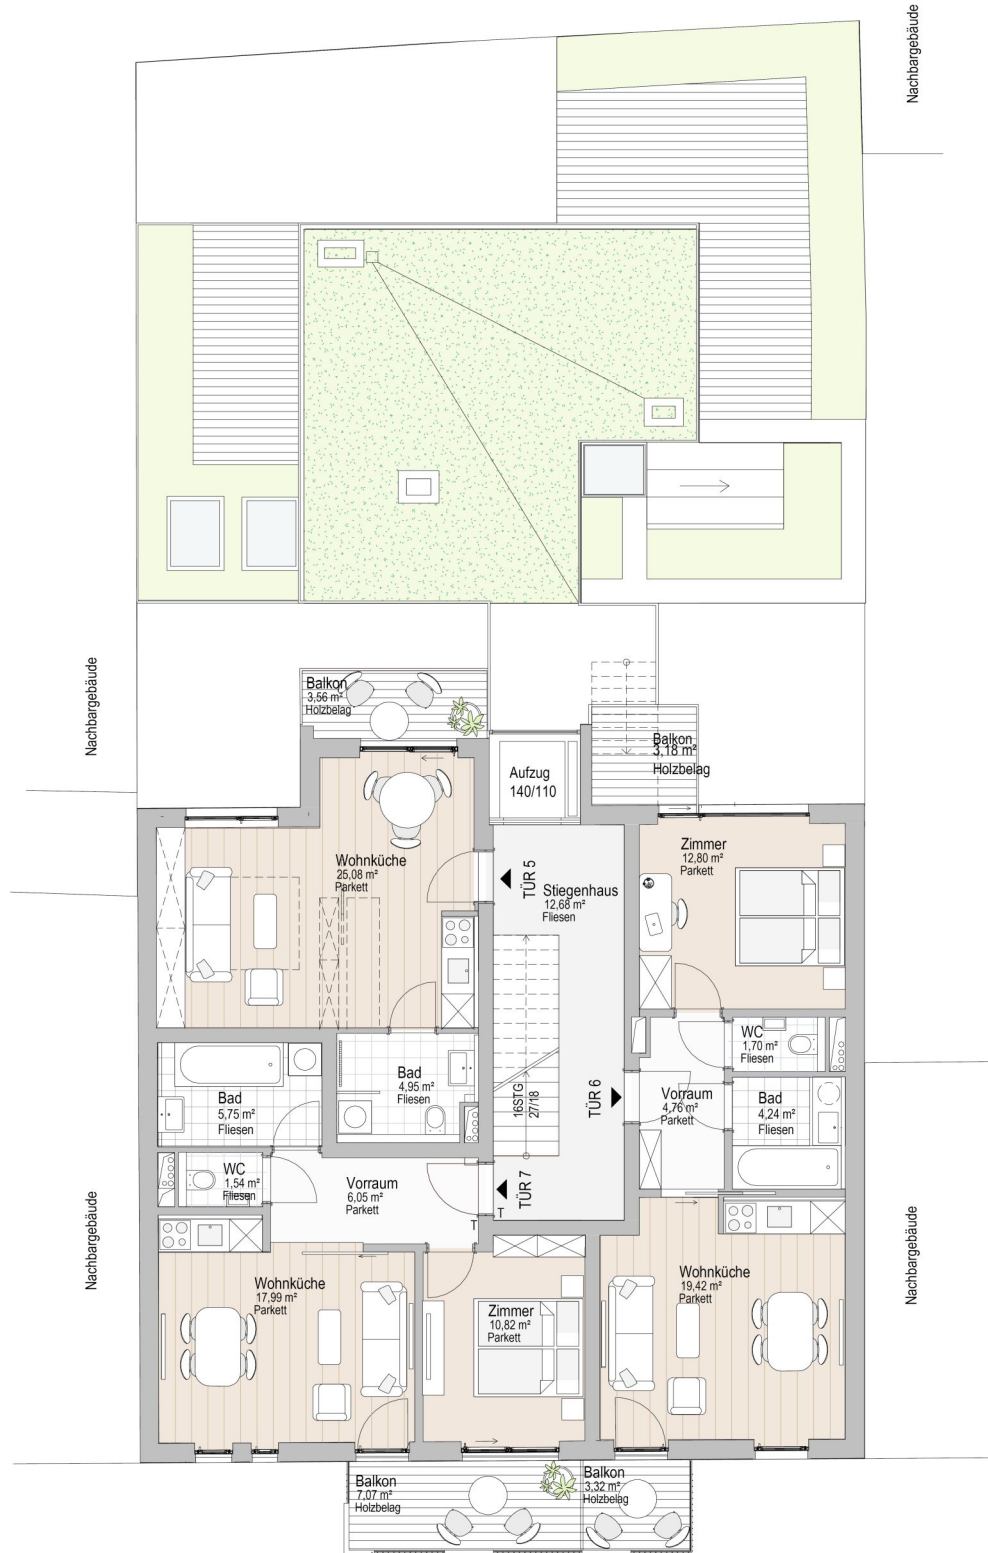 Nachbargebäude
Balkon
3,56 m²
Holzbelag
Nachbargebäude
Balkon
3,18 m²
Holzbelag
Aufzug
140/110
Wohnküche
25,08 m²
Parkett
TÜR 5
Stiegenhaus
12,68 m²
Fliesen
Zimmer
12,80 m²
Parkett
WC
1,70 m²
Fliesen
Bad
4,95 m²
Fliesen
Bad
5,75 m²
Fliesen
16STG
27/18
TÜR 6
Vorraum
4,76 m²
Parkett
Bad
4,24 m²
Fliesen
WC
1,54 m²
Fliesen
Vorraum
6,05 m²
Parkett
TÜR 7
T
T
Nachbargebäude
Nachbargebäude
Wohnküche
17,99 m²
Parkett
Zimmer
10,82 m²
Parkett
Wohnküche
19,42 m²
Parkett
Balkon
7,07 m²
Holzbelag
Balkon
3,32 m²
Holzbelag